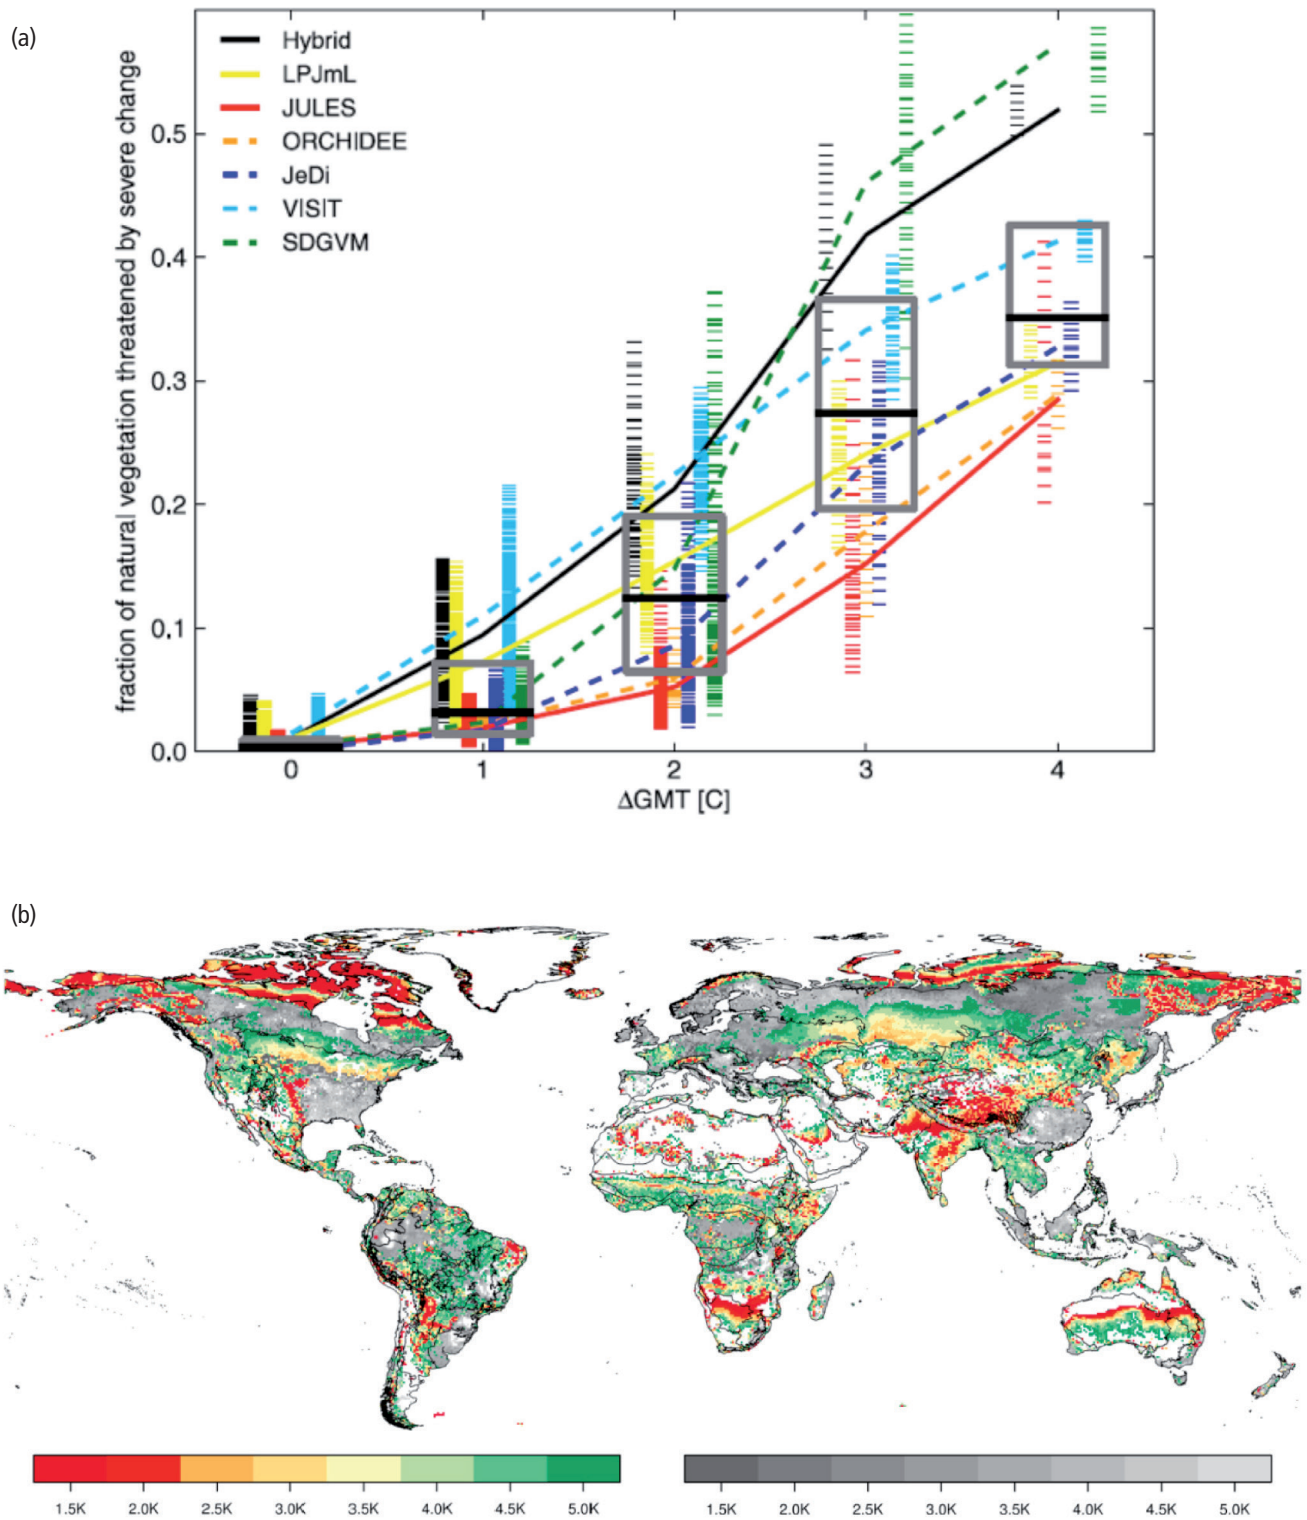 (a)
fraction of natural vegetation threatened by severe change
Hybrid
LPJmL
JULES
ORCHIDEE
JeDi
VISIT
SDGVM
0.5
0.4
0.3
0.2
0.1
0.0
0 1 2 3 4
ΔGMT [C]
(b)
1.5K 2.0K 2.5K 3.0K 3.5K 4.0K 4.5K 5.0K
1.5K 2.0K 2.5K 3.0K 3.5K 4.0K 4.5K 5.0K